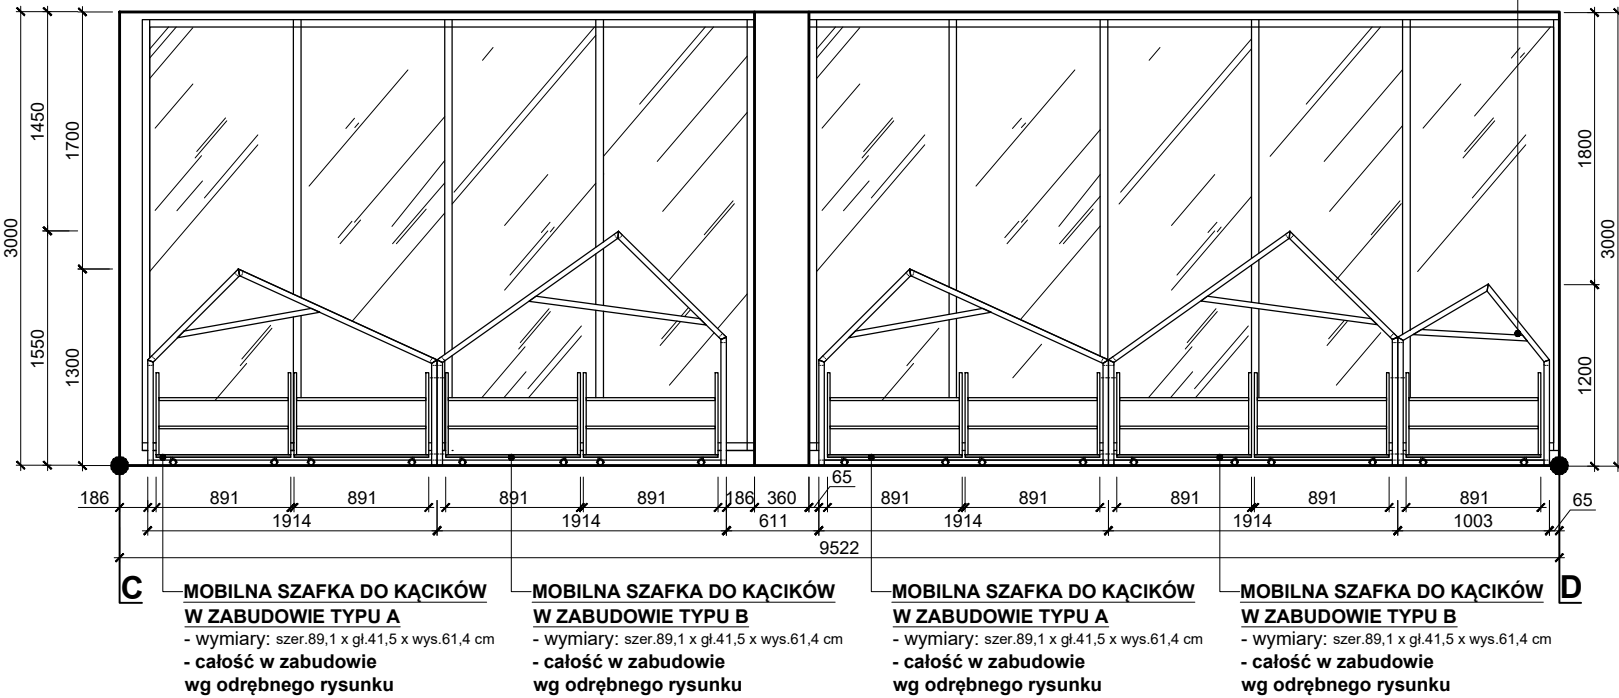 3000
1450
1550
1700
1300
1800
1200
3000
186 891 891 891 891 186 360 65 891 891 891 891 891 65
1914 1914 611 1914 1914 1003
9522
C
D
MOBILNA SZAFKA DO KĄCIKÓW
W ZABUDOWIE TYPU A
- wymiary: szer.89,1 x gł.41,5 x wys.61,4 cm
- całość w zabudowie
wg odrębnego rysunku
MOBILNA SZAFKA DO KĄCIKÓW
W ZABUDOWIE TYPU B
- wymiary: szer.89,1 x gł.41,5 x wys.61,4 cm
- całość w zabudowie
wg odrębnego rysunku
MOBILNA SZAFKA DO KĄCIKÓW
W ZABUDOWIE TYPU A
- wymiary: szer.89,1 x gł.41,5 x wys.61,4 cm
- całość w zabudowie
wg odrębnego rysunku
MOBILNA SZAFKA DO KĄCIKÓW
W ZABUDOWIE TYPU B
- wymiary: szer.89,1 x gł.41,5 x wys.61,4 cm
- całość w zabudowie
wg odrębnego rysunku